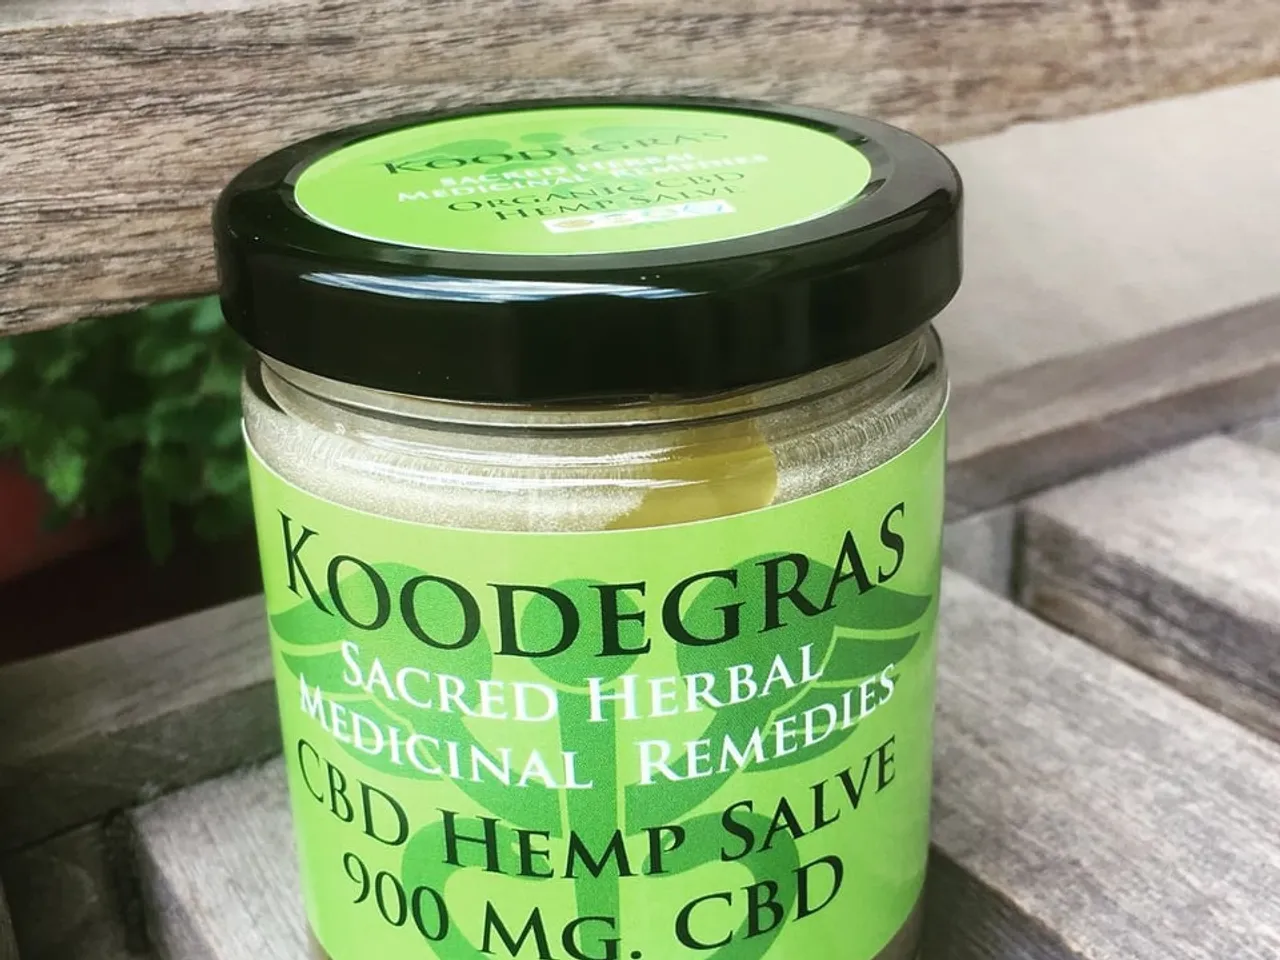 KOODEGRAS
SACRED HERBAL
MEDICINAL REMEDIES
ORGANIC CBD
HEMP SALVE
KOODEGRAS
SACRED HERBAL
MEDICINAL REMEDIES
CBD HEMP SALVE
900 MG. CBD